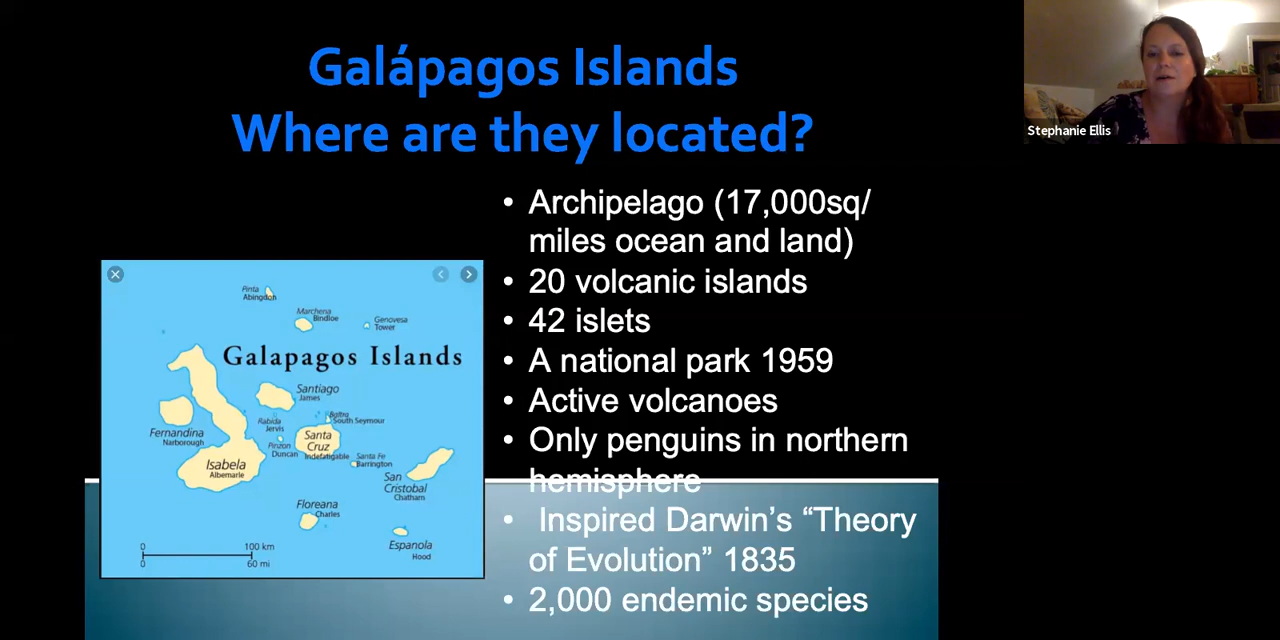 Galápagos Islands
Where are they located?
Stephanie Ellis
• Archipelago (17,000sq/
miles ocean and land)
• 20 volcanic islands
• 42 islets
• A national park 1959
• Active volcanoes
• Only penguins in northern
hemisphere
• Inspired Darwin’s “Theory
of Evolution” 1835
• 2,000 endemic species
Pinta
Abingdon
Marchena
Bindloe
Genovesa
Tower
Galapagos Islands
Santiago
James
Rabida
Jervis
Baltra
South Seymour
Fernandina
Narborough
Pinzon
Duncan
Santa
Cruz
Indefatigable
Santa Fe
Barrington
Isabela
Albemarle
San
Cristobal
Chatham
Floreana
Charles
Espanola
Hood
0 100 km
0 60 mi